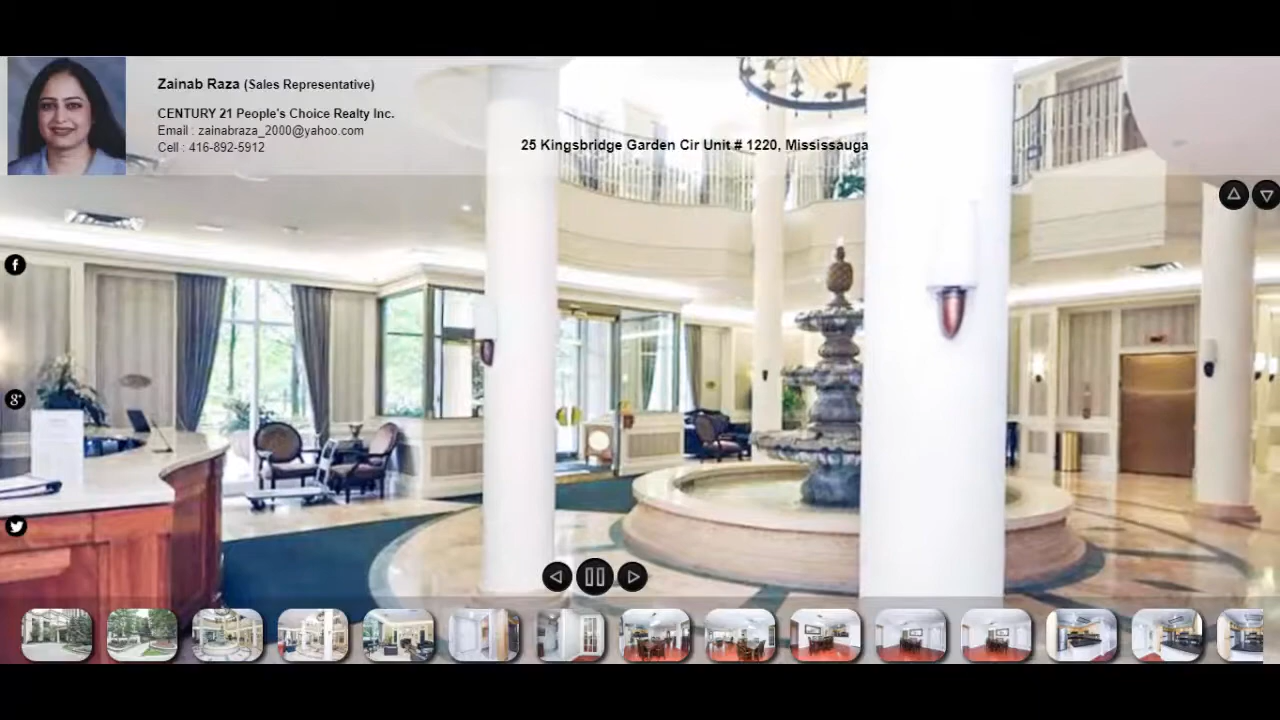 Zainab Raza (Sales Representative)
CENTURY 21 People's Choice Realty Inc.
Email : zainabraza_2000@yahoo.com
Cell : 416-892-5912
25 Kingsbridge Garden Cir Unit # 1220, Mississauga
f
g+